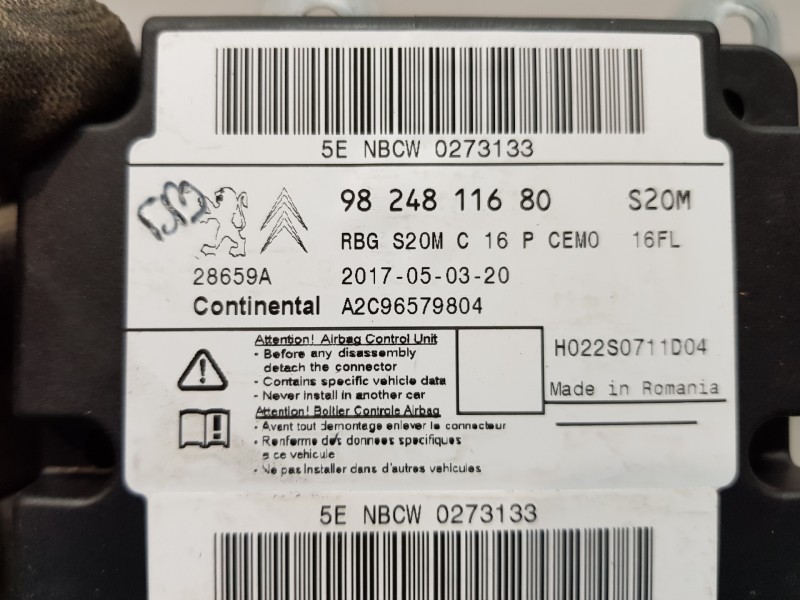 5E NBCW 0273133
98 248 116 80 S20M
RBG S20M C 16 P CEMO 16FL
28659A 2017-05-03-20
Continental A2C96579804
Attention! Airbag Control Unit
- Before any disassembly
detach the connector
- Contains specific vehicle data
- Never install in another car
H022S0711D04
Made in Romania
Attention! Boîtier Controle Airbag
- Avant tout demontage enlever le connecteur
- Renferme des donnees specifiques
a ce vehicule
- Ne pas installer dans d'autres vehicules
5E NBCW 0273133